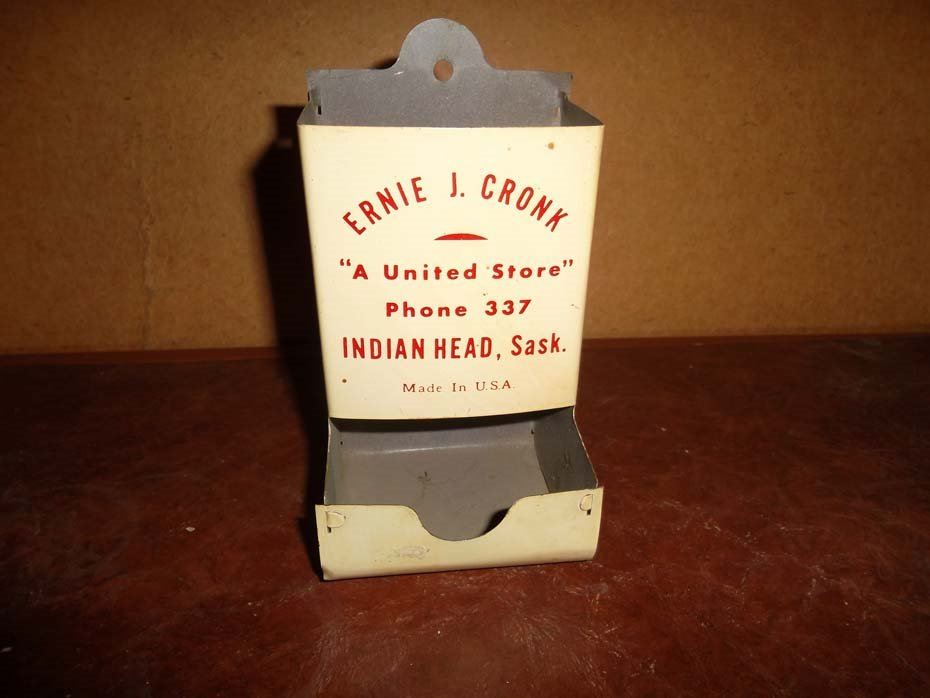 ERNIE J. CRONK
"A United Store"
Phone 337
INDIAN HEAD, Sask.
Made In U.S.A.